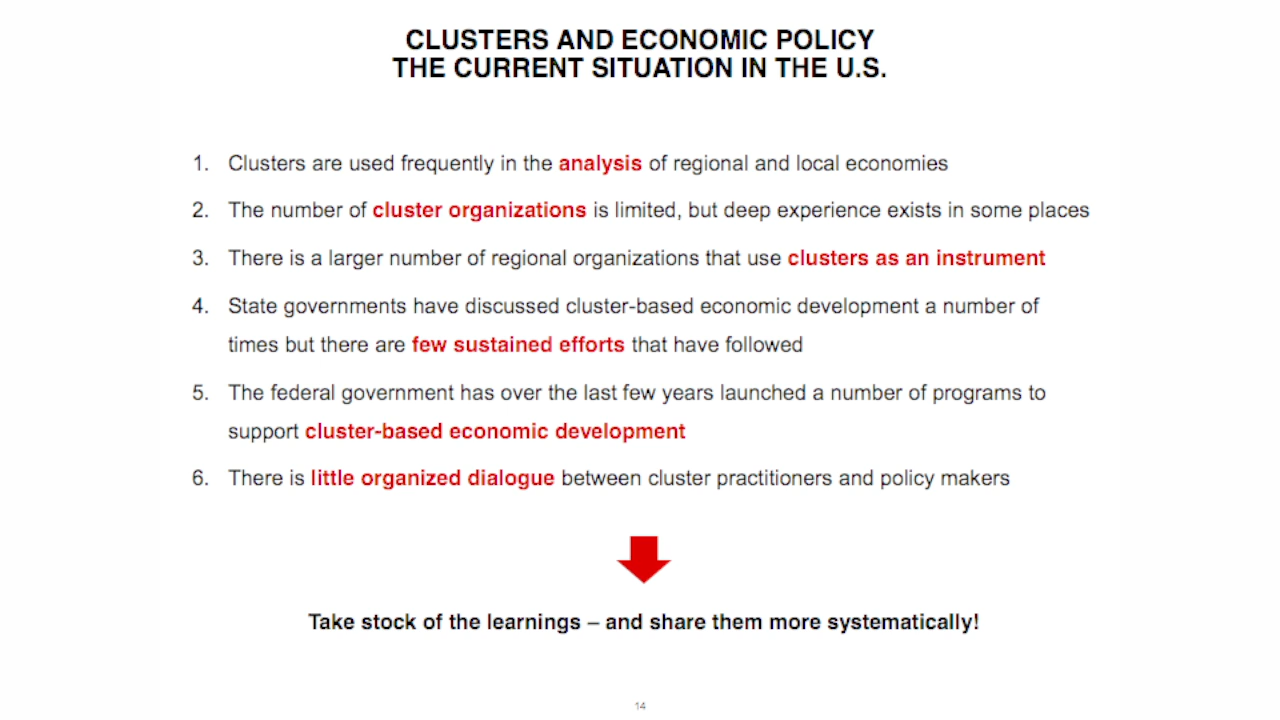 CLUSTERS AND ECONOMIC POLICY
THE CURRENT SITUATION IN THE U.S.
1. Clusters are used frequently in the analysis of regional and local economies
2. The number of cluster organizations is limited, but deep experience exists in some places
3. There is a larger number of regional organizations that use clusters as an instrument
4. State governments have discussed cluster-based economic development a number of
times but there are few sustained efforts that have followed
5. The federal government has over the last few years launched a number of programs to
support cluster-based economic development
6. There is little organized dialogue between cluster practitioners and policy makers
Take stock of the learnings – and share them more systematically!
14